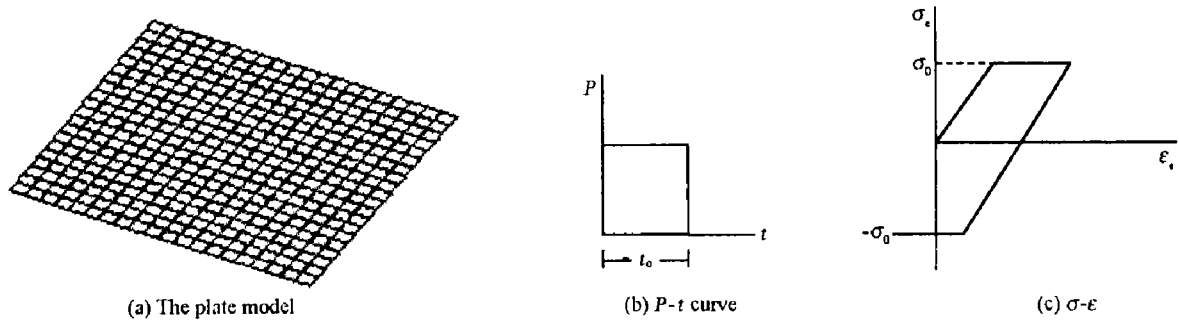 P
t
t₀
σₑ
σ₀
-σ₀
εₑ
(a) The plate model
(b) P-t curve
(c) σ-ε